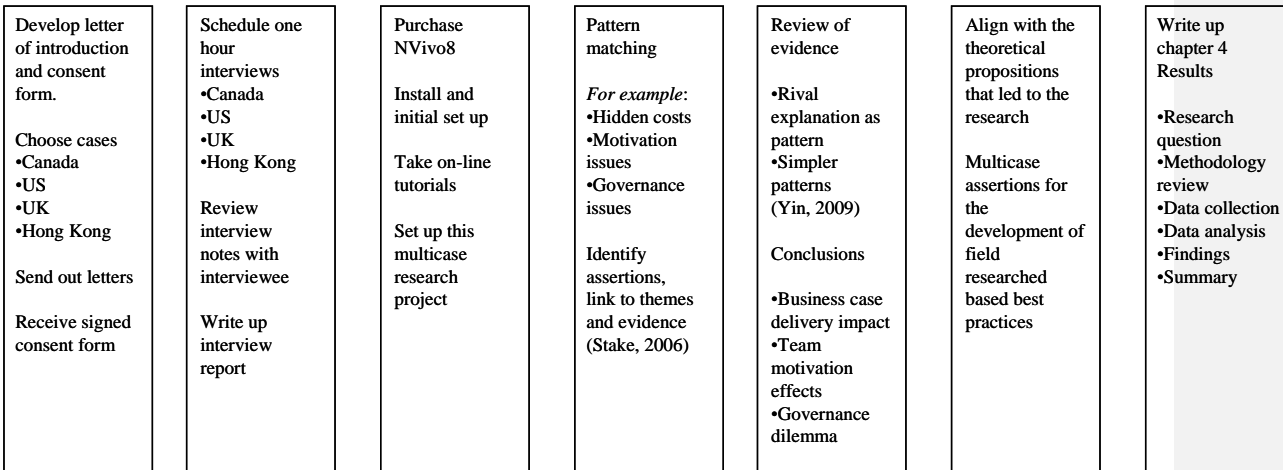 Develop letter
of introduction
and consent
form.
Choose cases
•Canada
•US
•UK
•Hong Kong
Send out letters
Receive signed
consent form
Schedule one
hour
interviews
•Canada
•US
•UK
•Hong Kong
Review
interview
notes with
interviewee
Write up
interview
report
Purchase
NVivo8
Install and
initial set up
Take on-line
tutorials
Set up this
multicase
research
project
Pattern
matching
For example:
•Hidden costs
•Motivation
issues
•Governance
issues
Identify
assertions,
link to themes
and evidence
(Stake, 2006)
Review of
evidence
•Rival
explanation as
pattern
•Simpler
patterns
(Yin, 2009)
Conclusions
•Business case
delivery impact
•Team
motivation
effects
•Governance
dilemma
Align with the
theoretical
propositions
that led to the
research
Multicase
assertions for
the
development of
field
researched
based best
practices
Write up
chapter 4
Results
•Research
question
•Methodology
review
•Data collection
•Data analysis
•Findings
•Summary